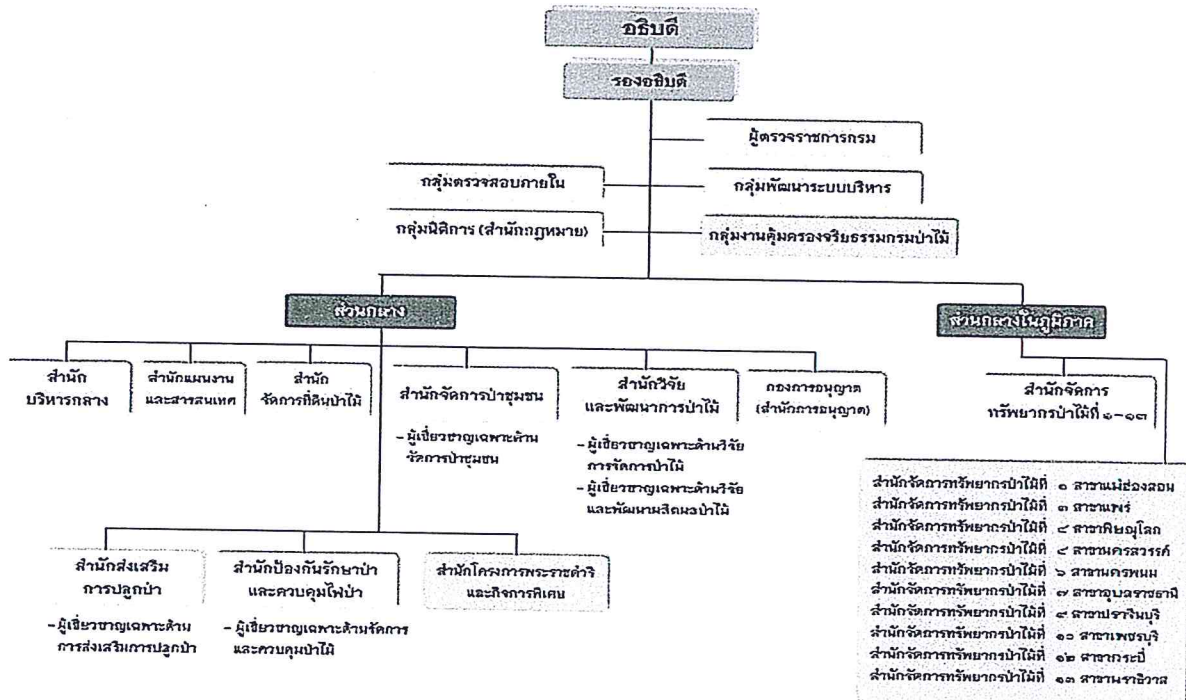 อธิบดี
รองอธิบดี
ผู้ตรวจราชการกรม
กลุ่มตรวจสอบภายใน
กลุ่มพัฒนาระบบบริหาร
กลุ่มนิติการ (สำนักกฎหมาย)
กลุ่มงานคุ้มครองจริยธรรมกรมป่าไม้
ส่วนกลาง
ส่วนกลางในภูมิภาค
สำนัก
บริหารกลาง
สำนักแผนงาน
และสารสนเทศ
สำนัก
จัดการที่ดินป่าไม้
สำนักจัดการป่าชุมชน
– ผู้เชี่ยวชาญเฉพาะด้าน
จัดการป่าชุมชน
สำนักวิจัย
และพัฒนาการป่าไม้
– ผู้เชี่ยวชาญเฉพาะด้านวิจัย
การจัดการป่าไม้
– ผู้เชี่ยวชาญเฉพาะด้านวิจัย
และพัฒนาผลิตผลป่าไม้
กองการอนุญาต
(สำนักการอนุญาต)
สำนักจัดการ
ทรัพยากรป่าไม้ที่ ๑-๑๓
สำนักส่งเสริม
การปลูกป่า
– ผู้เชี่ยวชาญเฉพาะด้าน
การส่งเสริมการปลูกป่า
สำนักป้องกันรักษาป่า
และควบคุมไฟป่า
– ผู้เชี่ยวชาญเฉพาะด้านจัดการ
และควบคุมป่าไม้
สำนักโครงการพระราชดำริ
และกิจการพิเศษ
สำนักจัดการทรัพยากรป่าไม้ที่ ๑ สาขาแม่ฮ่องสอน
สำนักจัดการทรัพยากรป่าไม้ที่ ๓ สาขาแพร่
สำนักจัดการทรัพยากรป่าไม้ที่ ๔ สาขาพิษณุโลก
สำนักจัดการทรัพยากรป่าไม้ที่ ๔ สาขานครสวรรค์
สำนักจัดการทรัพยากรป่าไม้ที่ ๖ สาขานครพนม
สำนักจัดการทรัพยากรป่าไม้ที่ ๗ สาขาอุบลราชธานี
สำนักจัดการทรัพยากรป่าไม้ที่ ๙ สาขาปราจีนบุรี
สำนักจัดการทรัพยากรป่าไม้ที่ ๑๐ สาขาเพชรบุรี
สำนักจัดการทรัพยากรป่าไม้ที่ ๑๒ สาขากระบี่
สำนักจัดการทรัพยากรป่าไม้ที่ ๑๓ สาขานราธิวาส